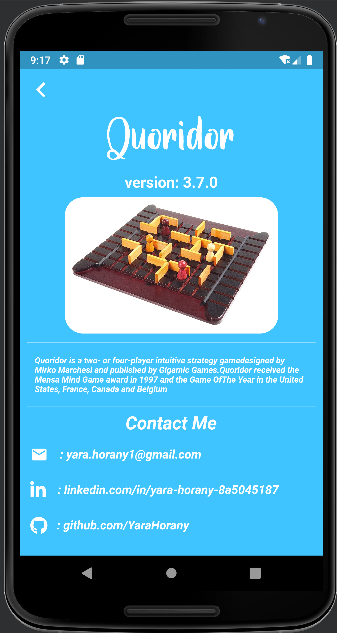 9:17
Quoridor
version: 3.7.0
Quoridor is a two- or four-player intuitive strategy gamedesigned by
Mirko Marchesi and published by Gigamic Games.Quoridor received the
Mensa Mind Game award in 1997 and the Game OfThe Year in the United
States, France, Canada and Belgium
Contact Me
: yara.horany1@gmail.com
in : linkedin.com/in/yara-horany-8a5045187
: github.com/YaraHorany